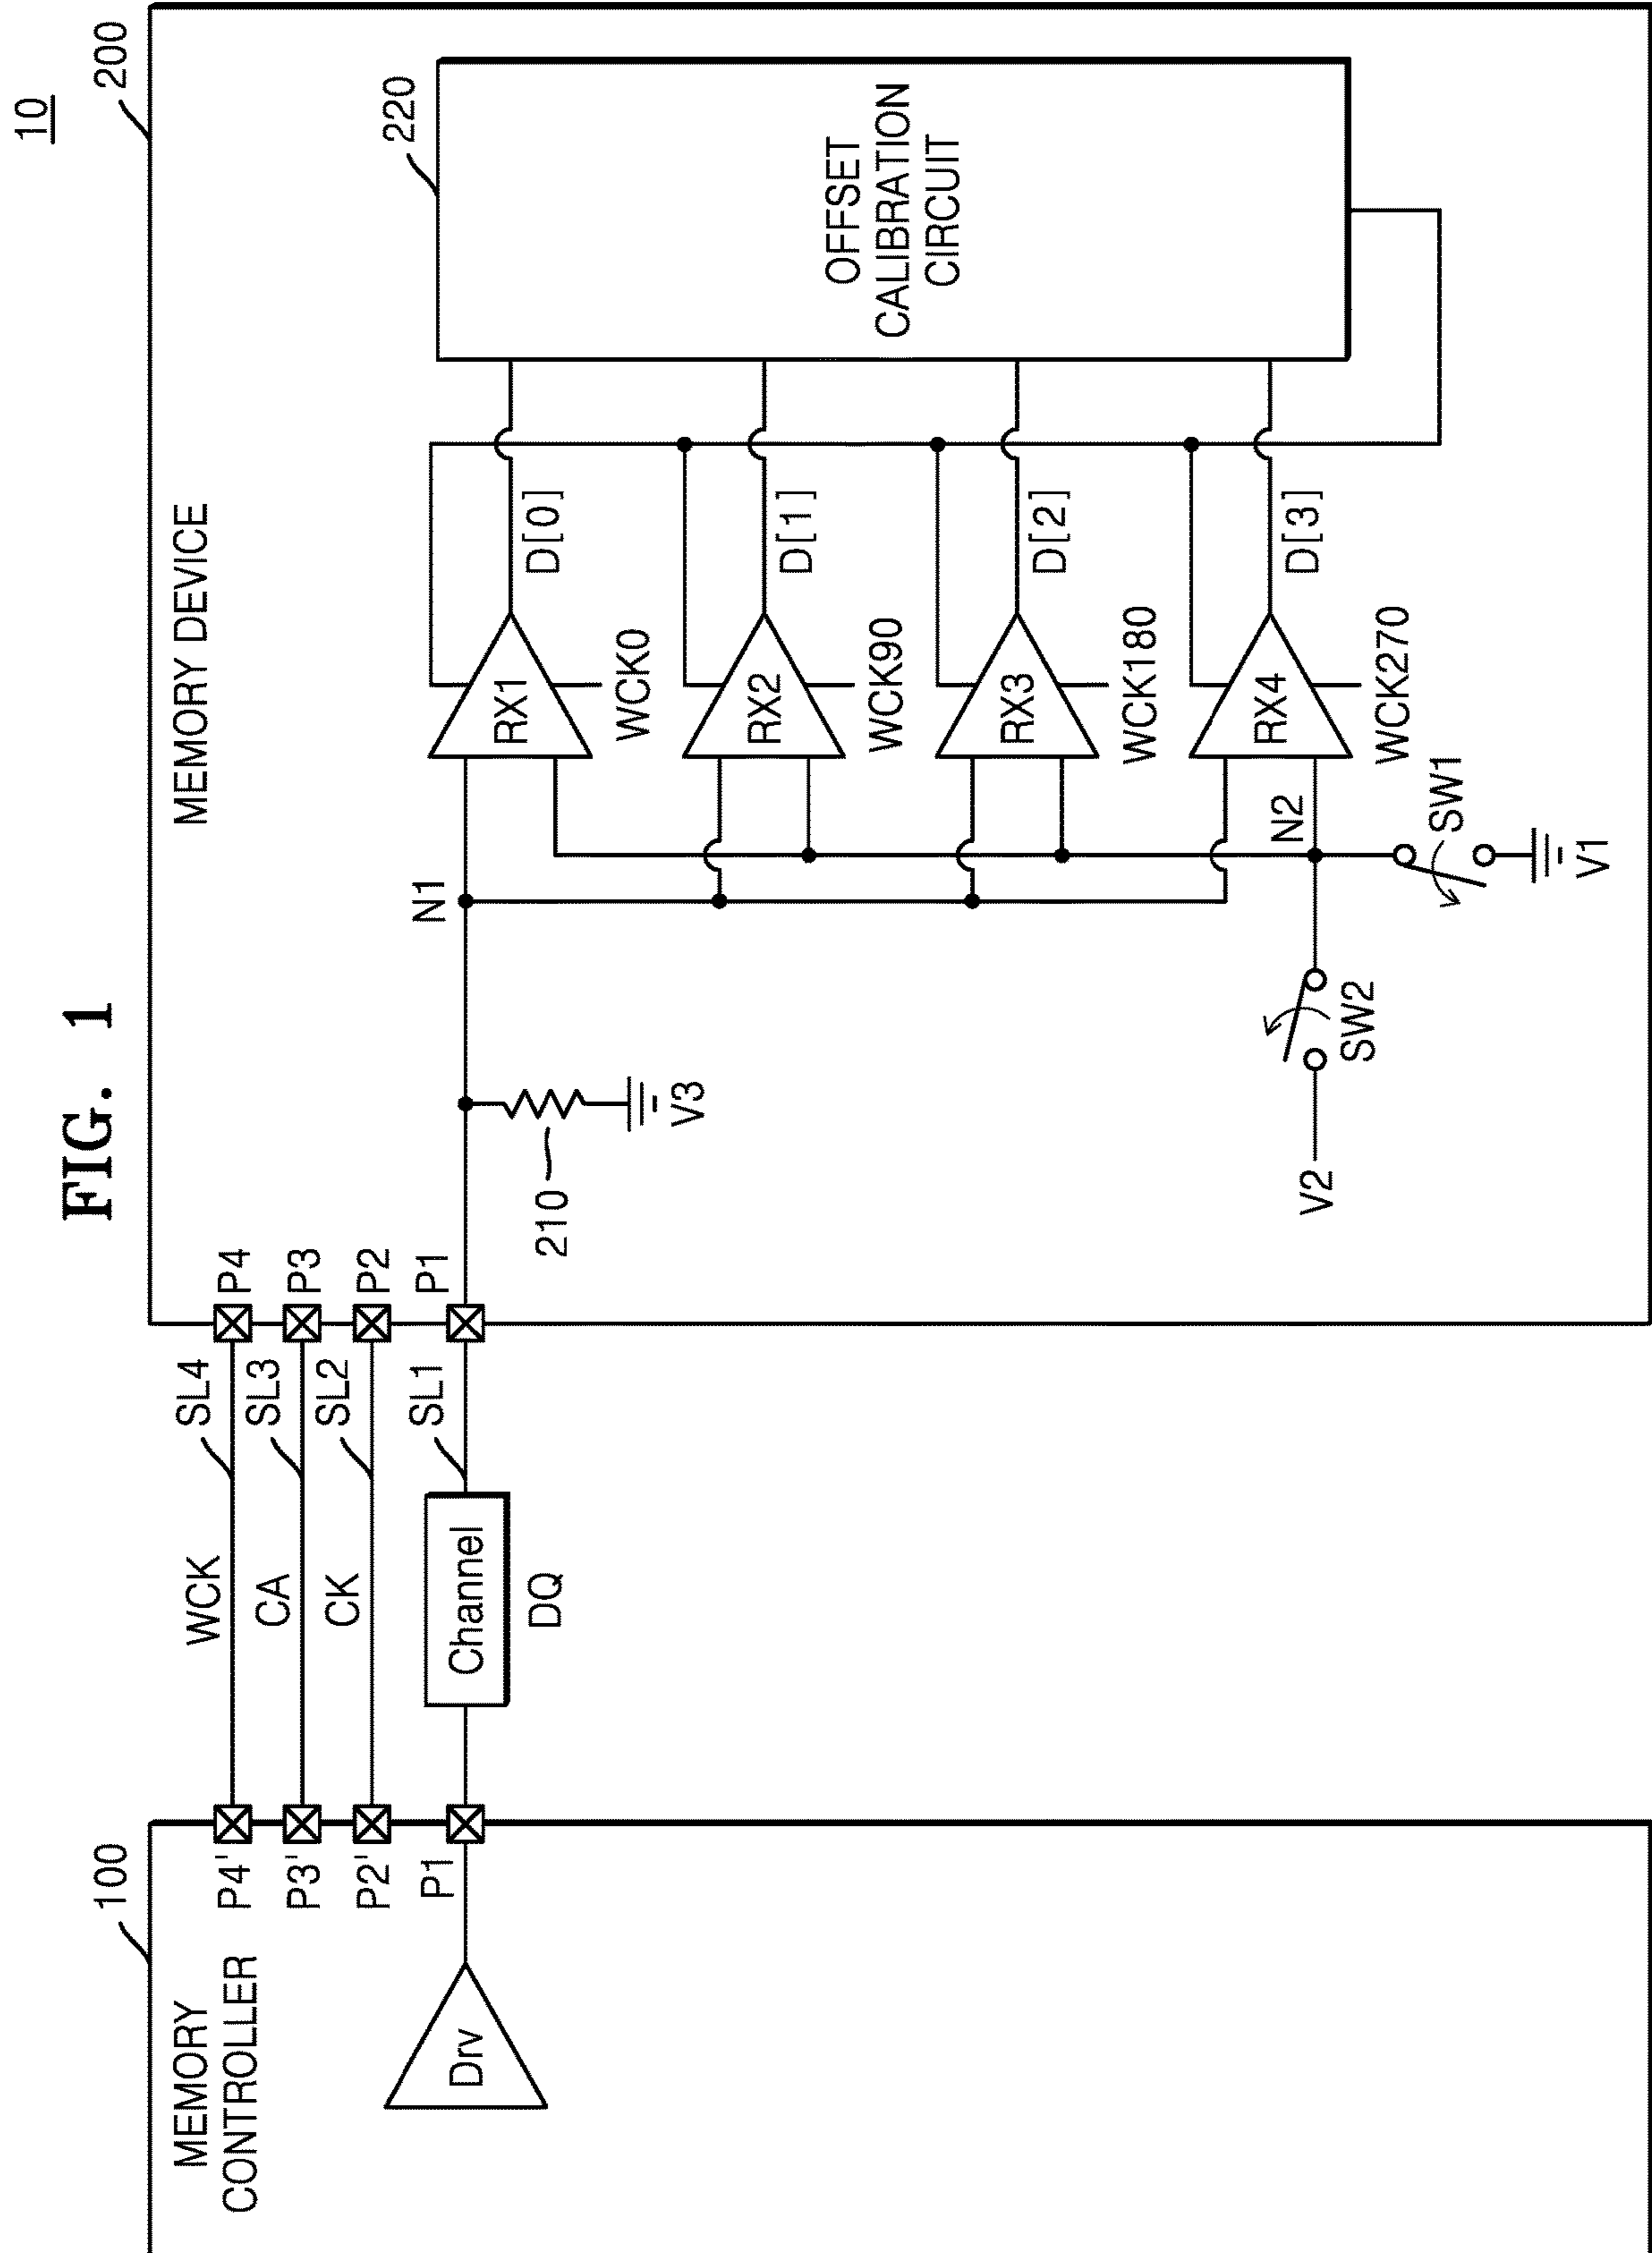 FIG. 1
10
100
MEMORY
CONTROLLER
Drv
P4'
P3'
P2'
P1
WCK
CA
CK
Channel
DQ
SL4
SL3
SL2
SL1
P4
P3
P2
P1
200
MEMORY DEVICE
210
V3
N1
V2
SW2
N2
SW1
V1
RX1
WCK0
D[0]
RX2
WCK90
D[1]
RX3
WCK180
D[2]
RX4
WCK270
D[3]
220
OFFSET
CALIBRATION
CIRCUIT